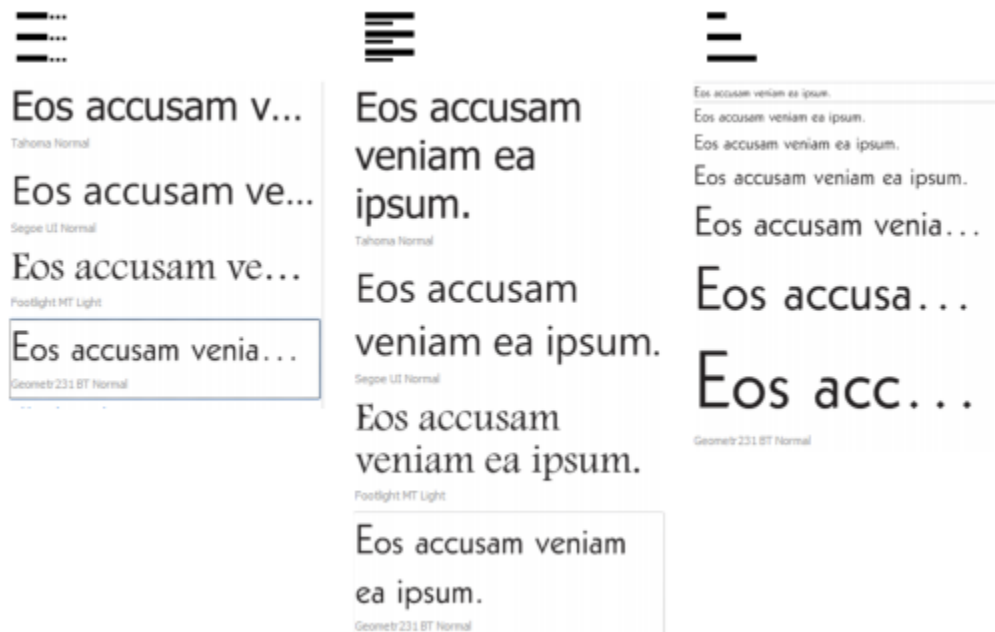 Eos accusam v...
Tahoma Normal
Eos accusam ve...
Segoe UI Normal
Eos accusam ve...
Footlight MT Light
Eos accusam venia...
Geometr231 BT Normal
Eos accusam
veniam ea
ipsum.
Tahoma Normal
Eos accusam
veniam ea ipsum.
Segoe UI Normal
Eos accusam
veniam ea ipsum.
Footlight MT Light
Eos accusam veniam
ea ipsum.
Geometr231 BT Normal
Eos accusam veniam ea ipsum.
Eos accusam veniam ea ipsum.
Eos accusam veniam ea ipsum.
Eos accusam veniam ea ipsum.
Eos accusam venia...
Eos accusa...
Eos acc...
Geometr231 BT Normal